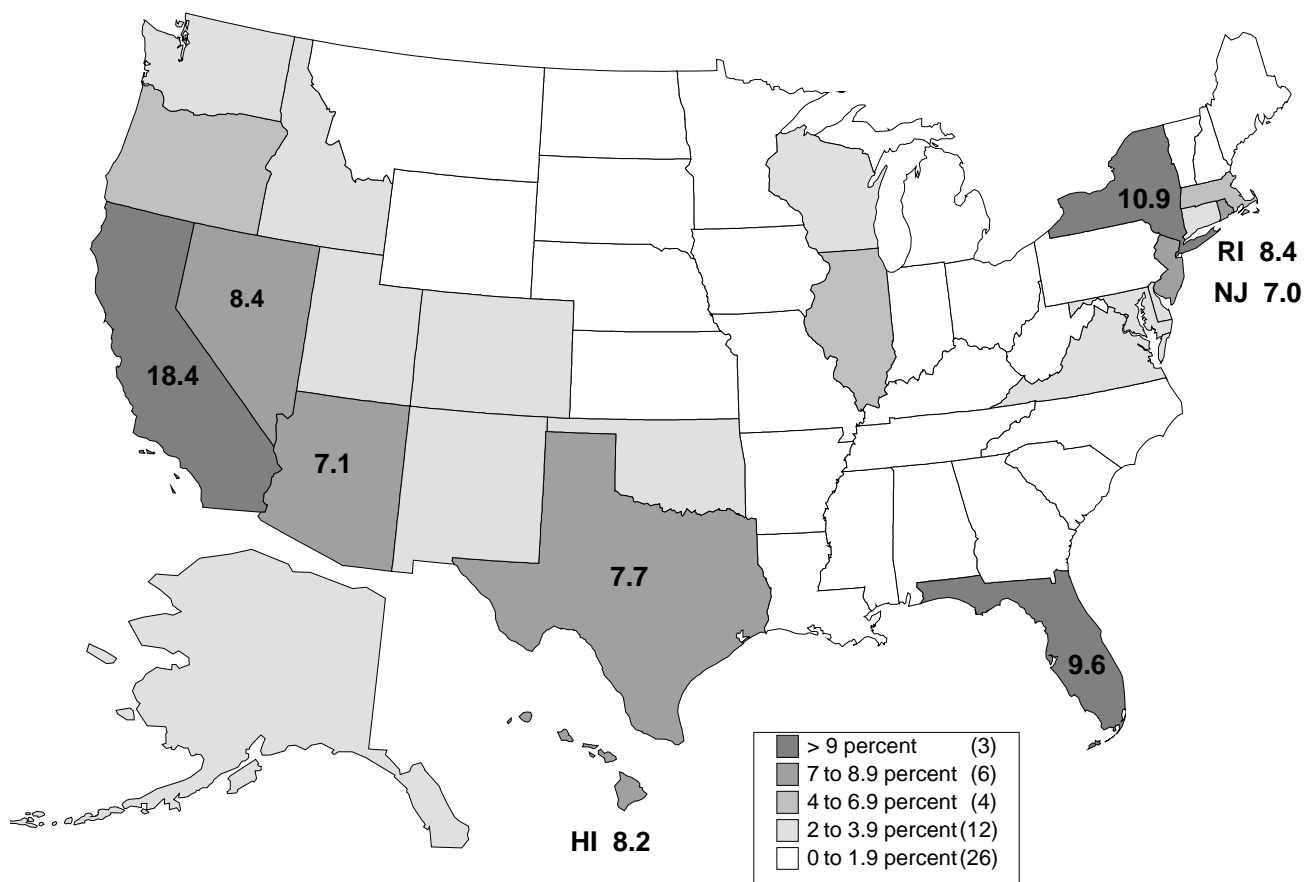 10.9
RI 8.4
NJ 7.0
8.4
18.4
7.1
7.7
9.6
HI 8.2
> 9 percent (3)
7 to 8.9 percent (6)
4 to 6.9 percent (4)
2 to 3.9 percent (12)
0 to 1.9 percent (26)